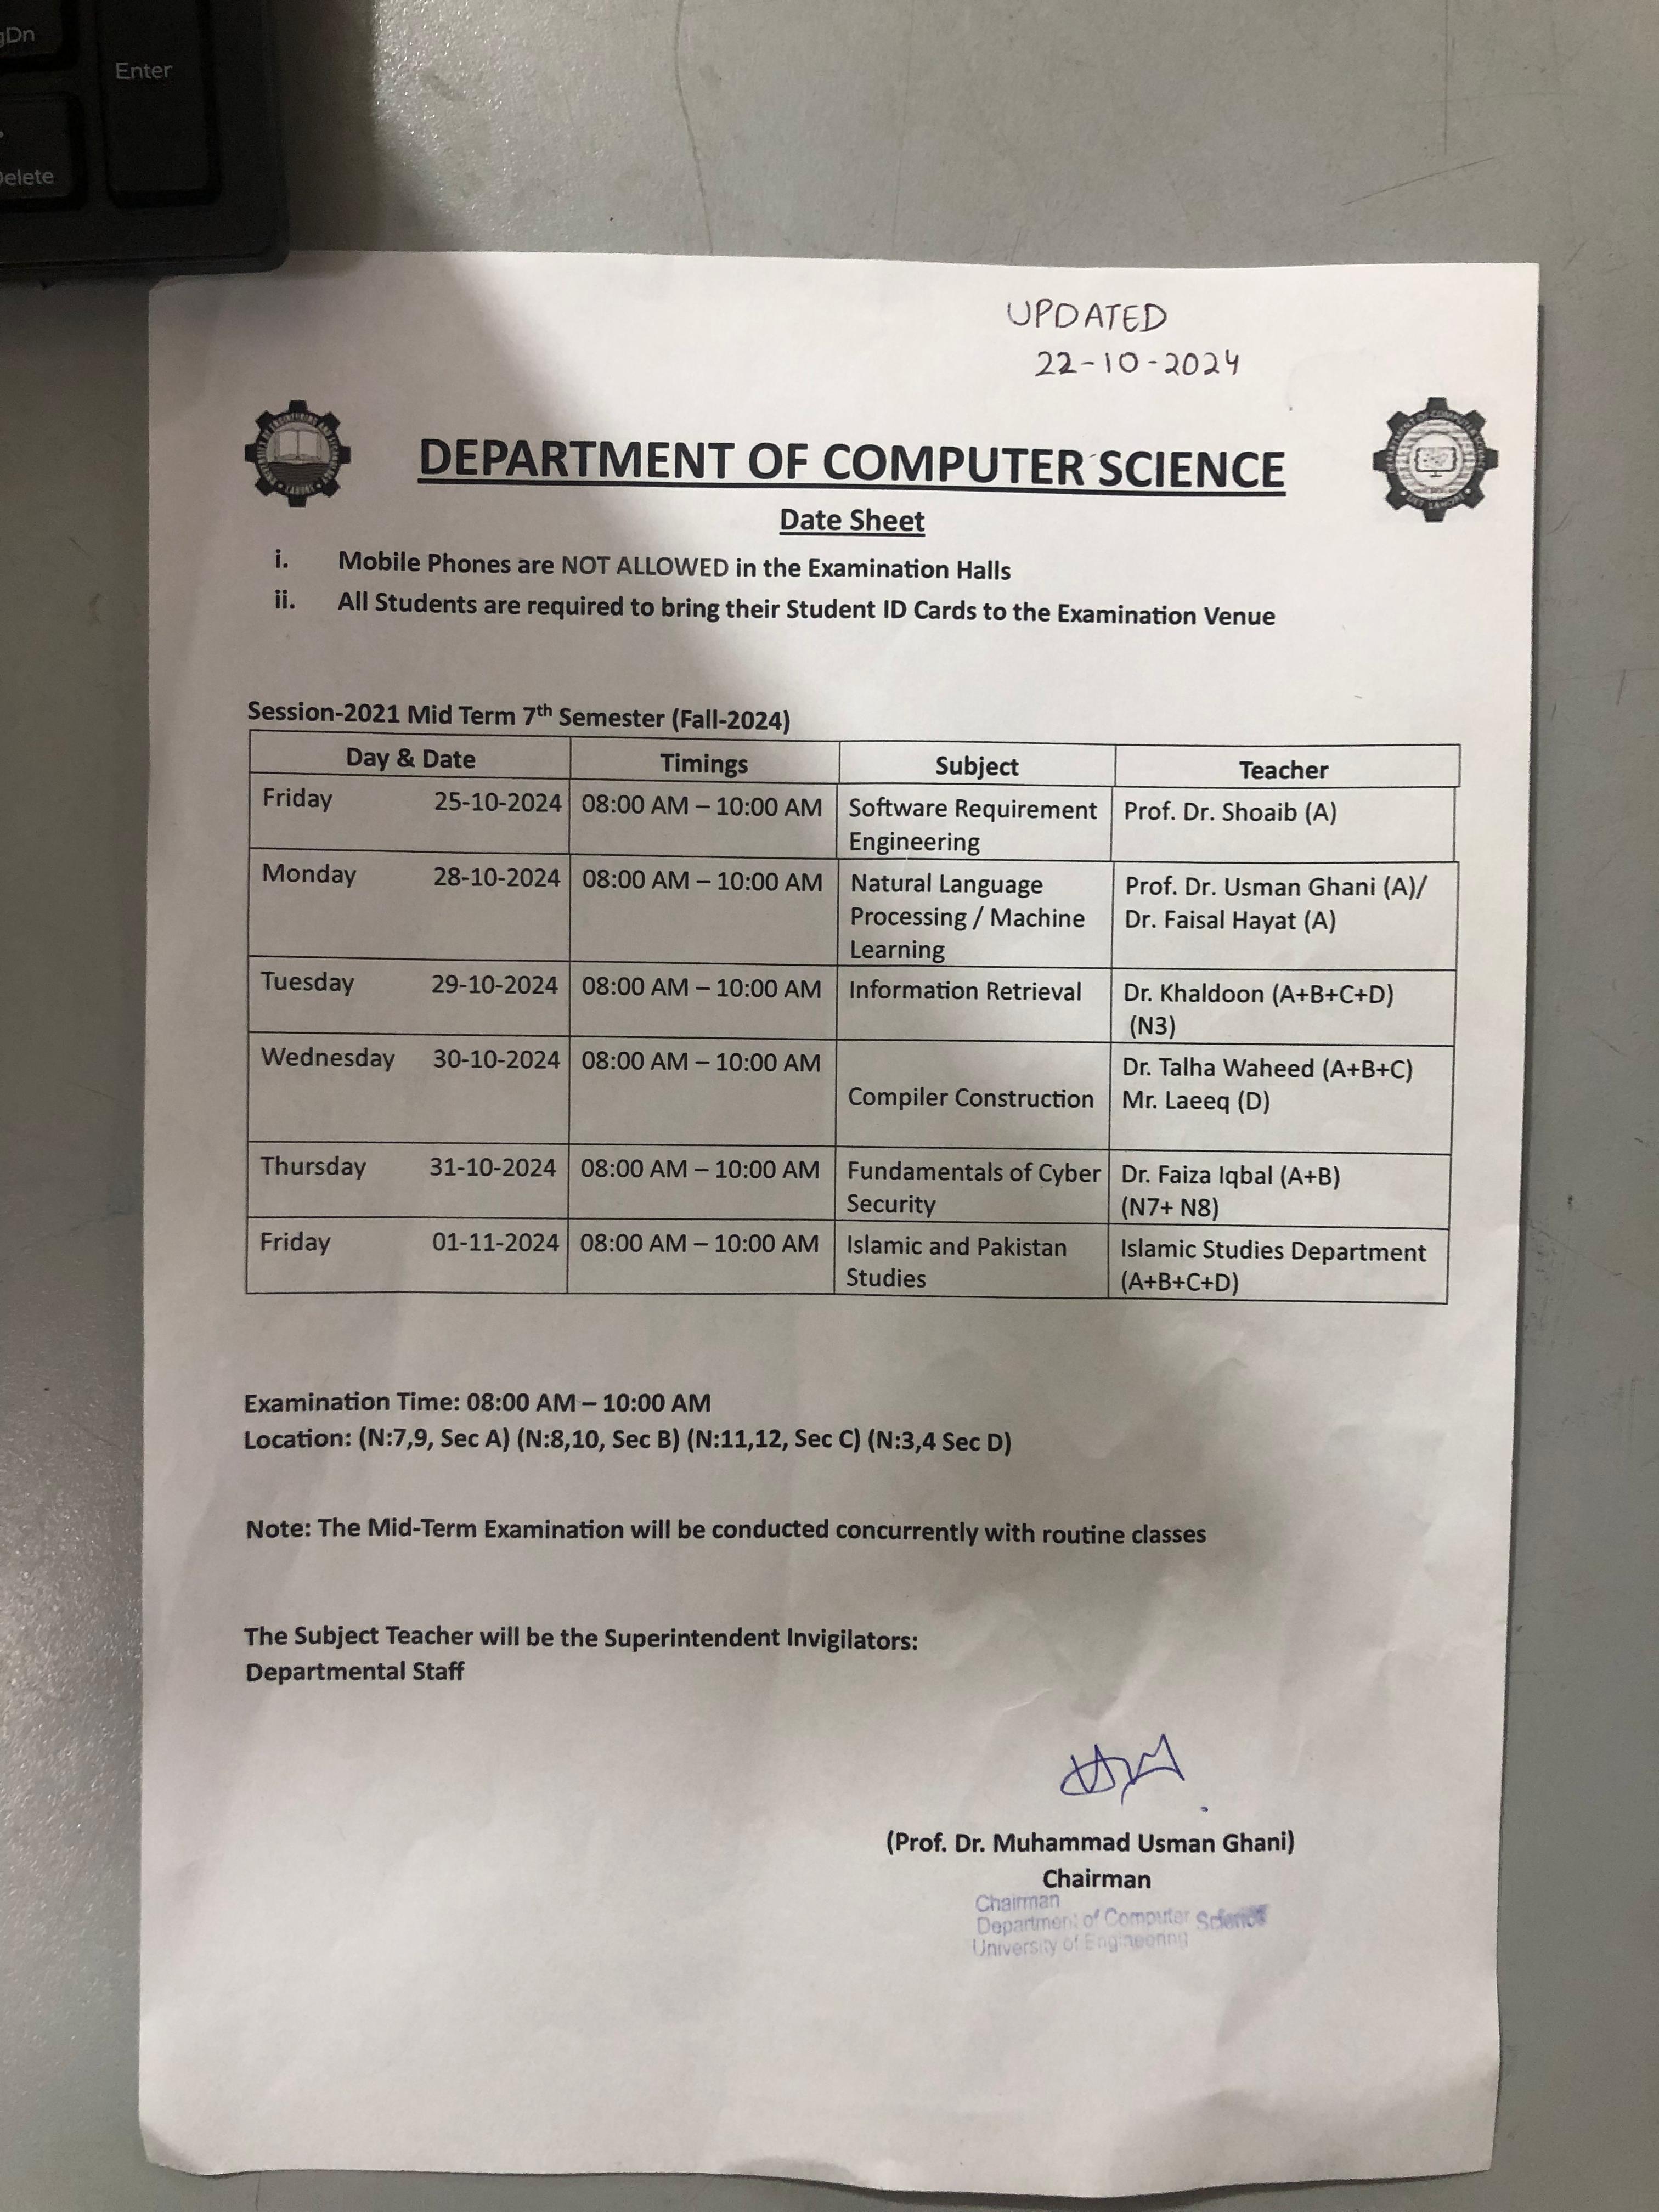 gDn
Enter
Delete
UPDATED
22-10-2024
DEPARTMENT OF COMPUTER SCIENCE
Date Sheet
i. Mobile Phones are NOT ALLOWED in the Examination Halls
ii. All Students are required to bring their Student ID Cards to the Examination Venue
Session-2021 Mid Term 7th Semester (Fall-2024)
Day & Date Timings Subject Teacher
Friday 25-10-2024 08:00 AM – 10:00 AM Software Requirement Prof. Dr. Shoaib (A)
Engineering
Monday 28-10-2024 08:00 AM – 10:00 AM Natural Language Prof. Dr. Usman Ghani (A)/
Processing / Machine Dr. Faisal Hayat (A)
Learning
Tuesday 29-10-2024 08:00 AM – 10:00 AM Information Retrieval Dr. Khaldoon (A+B+C+D)
(N3)
Wednesday 30-10-2024 08:00 AM – 10:00 AM Dr. Talha Waheed (A+B+C)
Compiler Construction Mr. Laeeq (D)
Thursday 31-10-2024 08:00 AM – 10:00 AM Fundamentals of Cyber Dr. Faiza Iqbal (A+B)
Security (N7+ N8)
Friday 01-11-2024 08:00 AM – 10:00 AM Islamic and Pakistan Islamic Studies Department
Studies (A+B+C+D)
Examination Time: 08:00 AM – 10:00 AM
Location: (N:7,9, Sec A) (N:8,10, Sec B) (N:11,12, Sec C) (N:3,4 Sec D)
Note: The Mid-Term Examination will be conducted concurrently with routine classes
The Subject Teacher will be the Superintendent Invigilators:
Departmental Staff
(Prof. Dr. Muhammad Usman Ghani)
Chairman
Chairman
Department of Computer Science
University of Engineering